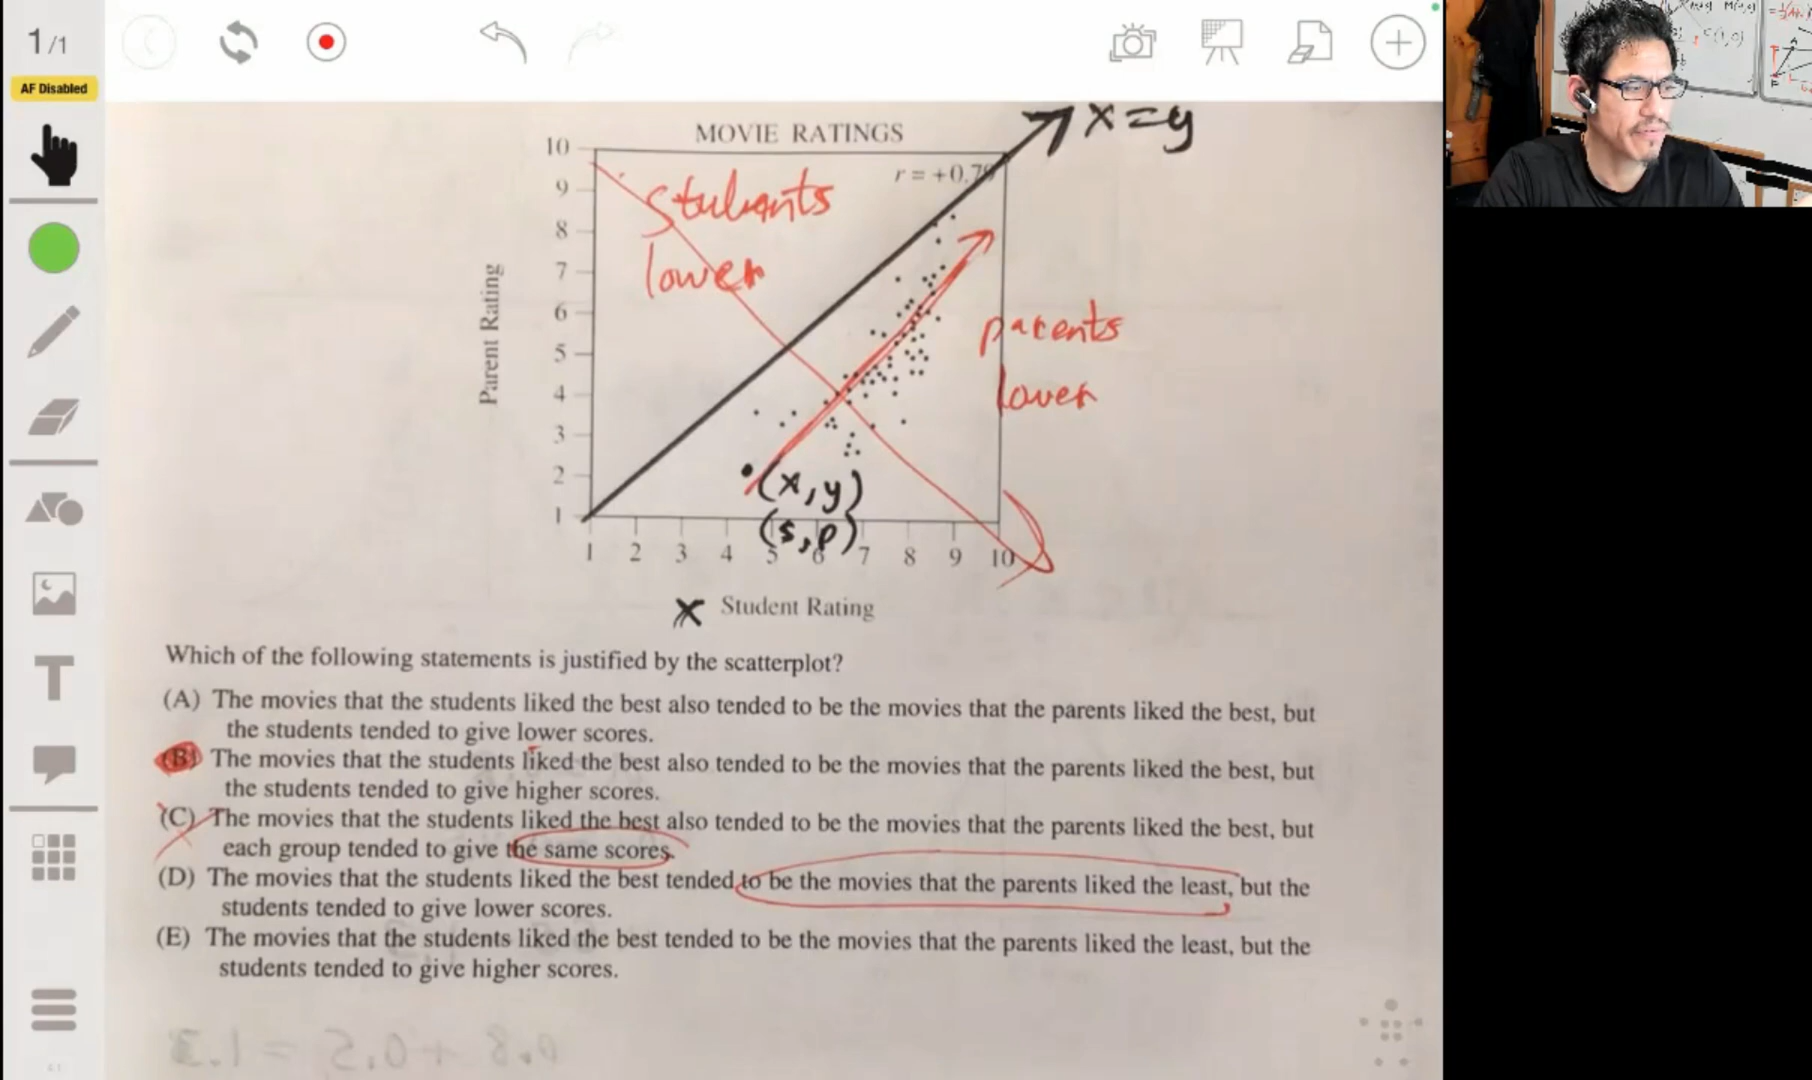 1/1
AF Disabled
MOVIE RATINGS
x=y
r = +0.7
10
9
8
7
6
5
4
3
2
1
Parent Rating
students
lower
parents
lower
(x,y)
(s,p)
1 2 3 4 5 6 7 8 9 10
x Student Rating
Which of the following statements is justified by the scatterplot?
(A) The movies that the students liked the best also tended to be the movies that the parents liked the best, but
the students tended to give lower scores.
(B) The movies that the students liked the best also tended to be the movies that the parents liked the best, but
the students tended to give higher scores.
(C) The movies that the students liked the best also tended to be the movies that the parents liked the best, but
each group tended to give the same scores.
(D) The movies that the students liked the best tended to be the movies that the parents liked the least, but the
students tended to give lower scores.
(E) The movies that the students liked the best tended to be the movies that the parents liked the least, but the
students tended to give higher scores.
T